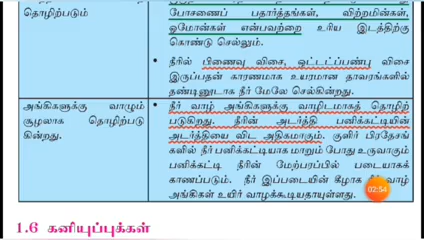 தொழிற்படும்
போசணைப் பதார்த்தங்கள், விற்றமின்கள்,
ஓமோன்கள் என்பவற்றை உரிய இடத்திற்கு
கொண்டு செல்லும்.
• நீரில் பிணைவு விசை, ஒட்டட்பண்பு விசை
இருப்பதன் காரணமாக உயரமான தாவரங்களில்
தண்டினூடாக நீர் மேலே செல்கின்றது.
அங்கிகளுக்கு வாழும்
சூழலாக தொழிற்படு
கின்றது.
• நீர் வாழ் அங்கிகளுக்கு வாழிடமாகத் தொழிற்
படுகிறது. நீரின் அடர்த்தி பனிக்கட்டியின்
அடர்த்தியை விட அதிகமாகும். குளிர் பிரதேசங்
களில் நீர் பனிக்கட்டியாக மாறும் போது உருவாகும்
பனிக்கட்டி நீரின் மேற்பரப்பில் படையாகக்
காணப்படும். நீர் இப்படையின் கீழாக நீர் வாழ்
அங்கிகள் உயிர் வாழக்கூடியதாயுள்ளது.
02:54
1.6 கனியுப்புக்கள்